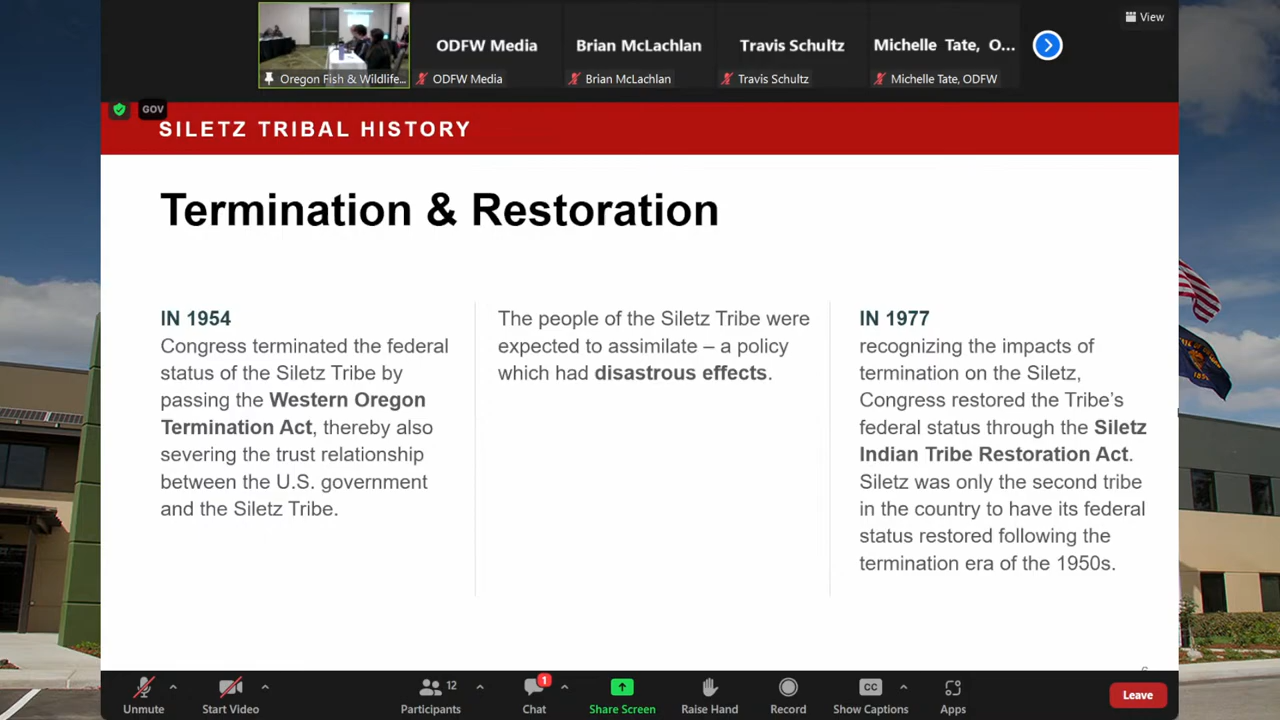 View
ODFW Media
Brian McLachlan
Travis Schultz
Michelle Tate, O...
Oregon Fish & Wildlife...
ODFW Media
Brian McLachlan
Travis Schultz
Michelle Tate, ODFW
GOV
SILETZ TRIBAL HISTORY
Termination & Restoration
IN 1954
Congress terminated the federal
status of the Siletz Tribe by
passing the Western Oregon
Termination Act, thereby also
severing the trust relationship
between the U.S. government
and the Siletz Tribe.
The people of the Siletz Tribe were
expected to assimilate – a policy
which had disastrous effects.
IN 1977
recognizing the impacts of
termination on the Siletz,
Congress restored the Tribe's
federal status through the Siletz
Indian Tribe Restoration Act.
Siletz was only the second tribe
in the country to have its federal
status restored following the
termination era of the 1950s.
12
1
CC
Unmute
Start Video
Participants
Chat
Share Screen
Raise Hand
Record
Show Captions
Apps
Leave